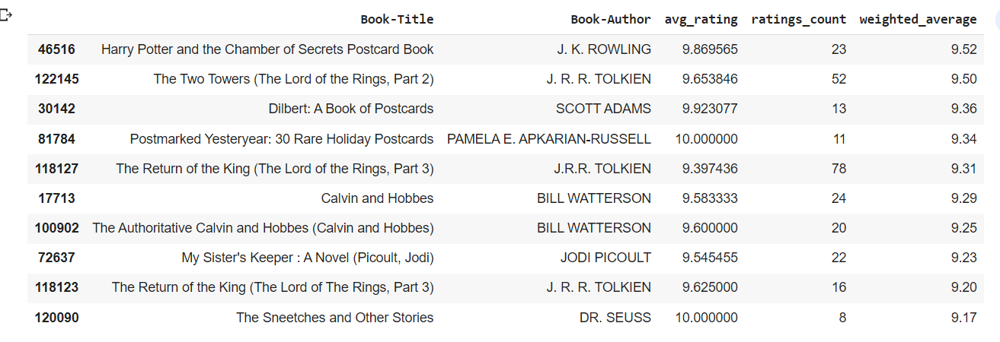 Book-Title Book-Author avg_rating ratings_count weighted_average
46516 Harry Potter and the Chamber of Secrets Postcard Book J. K. ROWLING 9.869565 23 9.52
122145 The Two Towers (The Lord of the Rings, Part 2) J. R. R. TOLKIEN 9.653846 52 9.50
30142 Dilbert: A Book of Postcards SCOTT ADAMS 9.923077 13 9.36
81784 Postmarked Yesteryear: 30 Rare Holiday Postcards PAMELA E. APKARIAN-RUSSELL 10.000000 11 9.34
118127 The Return of the King (The Lord of the Rings, Part 3) J.R.R. TOLKIEN 9.397436 78 9.31
17713 Calvin and Hobbes BILL WATTERSON 9.583333 24 9.29
100902 The Authoritative Calvin and Hobbes (Calvin and Hobbes) BILL WATTERSON 9.600000 20 9.25
72637 My Sister's Keeper : A Novel (Picoult, Jodi) JODI PICOULT 9.545455 22 9.23
118123 The Return of the King (The Lord of The Rings, Part 3) J. R. R. TOLKIEN 9.625000 16 9.20
120090 The Sneetches and Other Stories DR. SEUSS 10.000000 8 9.17